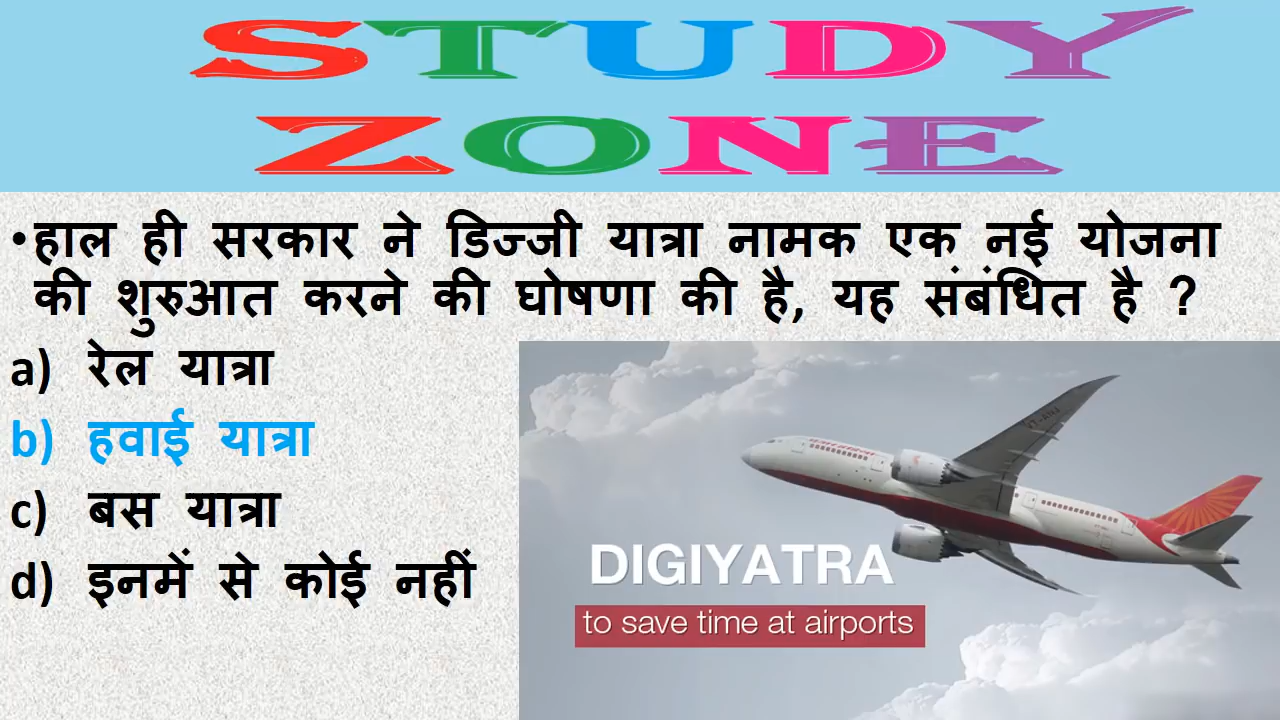 STUDY
ZONE
•हाल ही सरकार ने डिज्जी यात्रा नामक एक नई योजना
की शुरुआत करने की घोषणा की है, यह संबंधित है ?
a) रेल यात्रा
b) हवाई यात्रा
c) बस यात्रा
d) इनमें से कोई नहीं
DIGIYATRA
to save time at airports